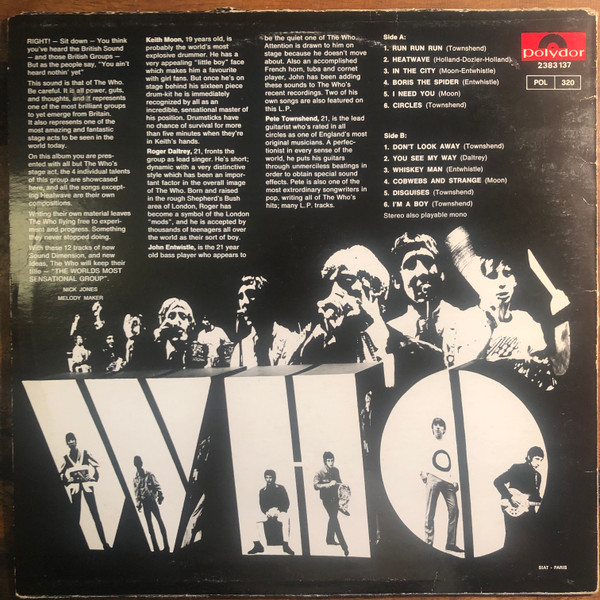 RIGHT! — Sit down — You think
you've heard the British Sound
— and those British Groups —
But as the people say, "You ain't
heard nothin' yet"
This sound is that of The Who.
Be careful. It is all power, guts,
and thoughts, and it represents
one of the most brilliant groups
to yet emerge from Britain.
It also represents one of the
most amazing and fantastic
stage acts to be seen in the
world today.
On this album you are pres-
ented with all but The Who's
stage act, the 4 individual talents
of this group are showcased
here, and all the songs except-
ing Heatwave are their own
compositions.
Writing their own material leaves
The Who flying free to experi-
ment and progress. Something
they never stopped doing.
With these 12 tracks of new
Sound Dimension, and new
ideas, The Who will keep their
title — "THE WORLDS MOST
SENSATIONAL GROUP".
NICK JONES
MELODY MAKER
Keith Moon, 19 years old, is
probably the world's most
explosive drummer. He has a
very appealing "little boy" face
which makes him a favourite
with girl fans. But once he's on
stage behind his sixteen piece
drum-kit he is immediately
recognized by all as an
incredible, sensational master of
his position. Drumsticks have
no chance of survival for more
than five minutes when they're
in Keith's hands.
Roger Daltrey, 21, fronts the
group as lead singer. He's short;
dynamic with a very distinctive
style which has been an impor-
tant factor in the overall image
of The Who. Born and raised
in the rough Shepherd's Bush
area of London, Roger has
become a symbol of the London
"mods", and he is accepted by
thousands of teenagers all over
the world as their sort of boy.
John Entwistle, is the 21 year
old bass player who appears to
be the quiet one of The Who.
Attention is drawn to him on
stage because he doesn't move
about. Also an accomplished
French horn, tuba and cornet
player, John has been adding
these sounds to The Who's
recent recordings. Two of his
own songs are also featured on
this L.P.
Pete Townshend, 21, is the lead
guitarist who's rated in all
circles as one of England's most
original musicians. A perfec-
tionist in every sense of the
world, he puts his guitars
through unmerciless beatings in
order to obtain special sound
effects. Pete is also one of the
most extraordinary songwriters in
pop, writing all of The Who's
hits; many L.P. tracks.
Side A:
1. RUN RUN RUN (Townshend)
2. HEATWAVE (Holland-Dozier-Holland)
3. IN THE CITY (Moon-Entwhistle)
4. BORIS THE SPIDER (Entwhistle)
5. I NEED YOU (Moon)
6. CIRCLES (Townshend)
Side B:
1. DON'T LOOK AWAY (Townshend)
2. YOU SEE MY WAY (Daltrey)
3. WHISKEY MAN (Entwhistle)
4. COBWEBS AND STRANGE (Moon)
5. DISGUISES (Townshend)
6. I'M A BOY (Townshend)
Stereo also playable mono
Polydor
2383 137
POL 320
WHO
SIAT - PARIS